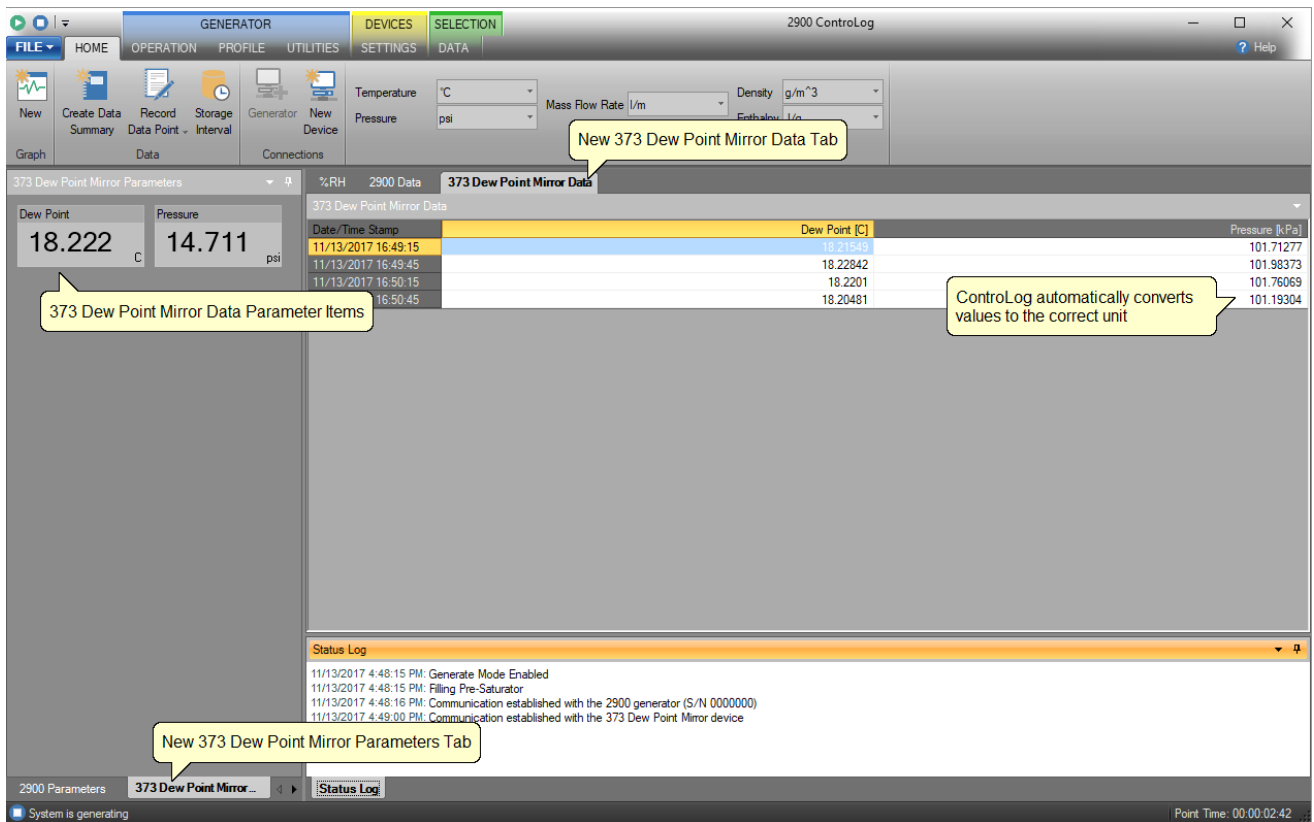 GENERATOR DEVICES SELECTION 2900 ControLog
FILE HOME OPERATION PROFILE UTILITIES SETTINGS DATA ? Help
Temperature °C
Mass Flow Rate l/m
Density g/m^3
New
Create Data Summary
Record Data Point
Storage Interval
Generator
New Device
Pressure psi
Enthalpy
New 373 Dew Point Mirror Data Tab
Graph Data Connections
373 Dew Point Mirror Parameters
%RH 2900 Data 373 Dew Point Mirror Data
Dew Point
18.222 C
Pressure
14.711 psi
373 Dew Point Mirror Data
Date/Time Stamp Dew Point [C] Pressure [kPa]
11/13/2017 16:49:15 18.21549 101.71277
11/13/2017 16:49:45 18.22842 101.98373
11/13/2017 16:50:15 18.2201 101.76069
16:50:45 18.20481 101.19304
373 Dew Point Mirror Data Parameter Items
ControLog automatically converts
values to the correct unit
Status Log
11/13/2017 4:48:15 PM: Generate Mode Enabled
11/13/2017 4:48:15 PM: Filling Pre-Saturator
11/13/2017 4:48:16 PM: Communication established with the 2900 generator (S/N 0000000)
11/13/2017 4:49:00 PM: Communication established with the 373 Dew Point Mirror device
New 373 Dew Point Mirror Parameters Tab
2900 Parameters 373 Dew Point Mirror... Status Log
System is generating Point Time: 00:00:02:42